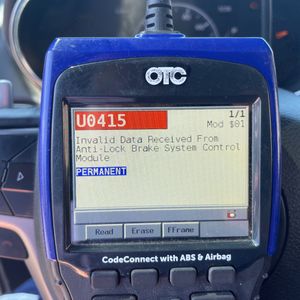 OTC
U0415
1/1
Mod $01
Invalid Data Received From
Anti-Lock Brake System Control
Module
PERMANENT
Read Erase FFrame
CodeConnect with ABS & Airbag